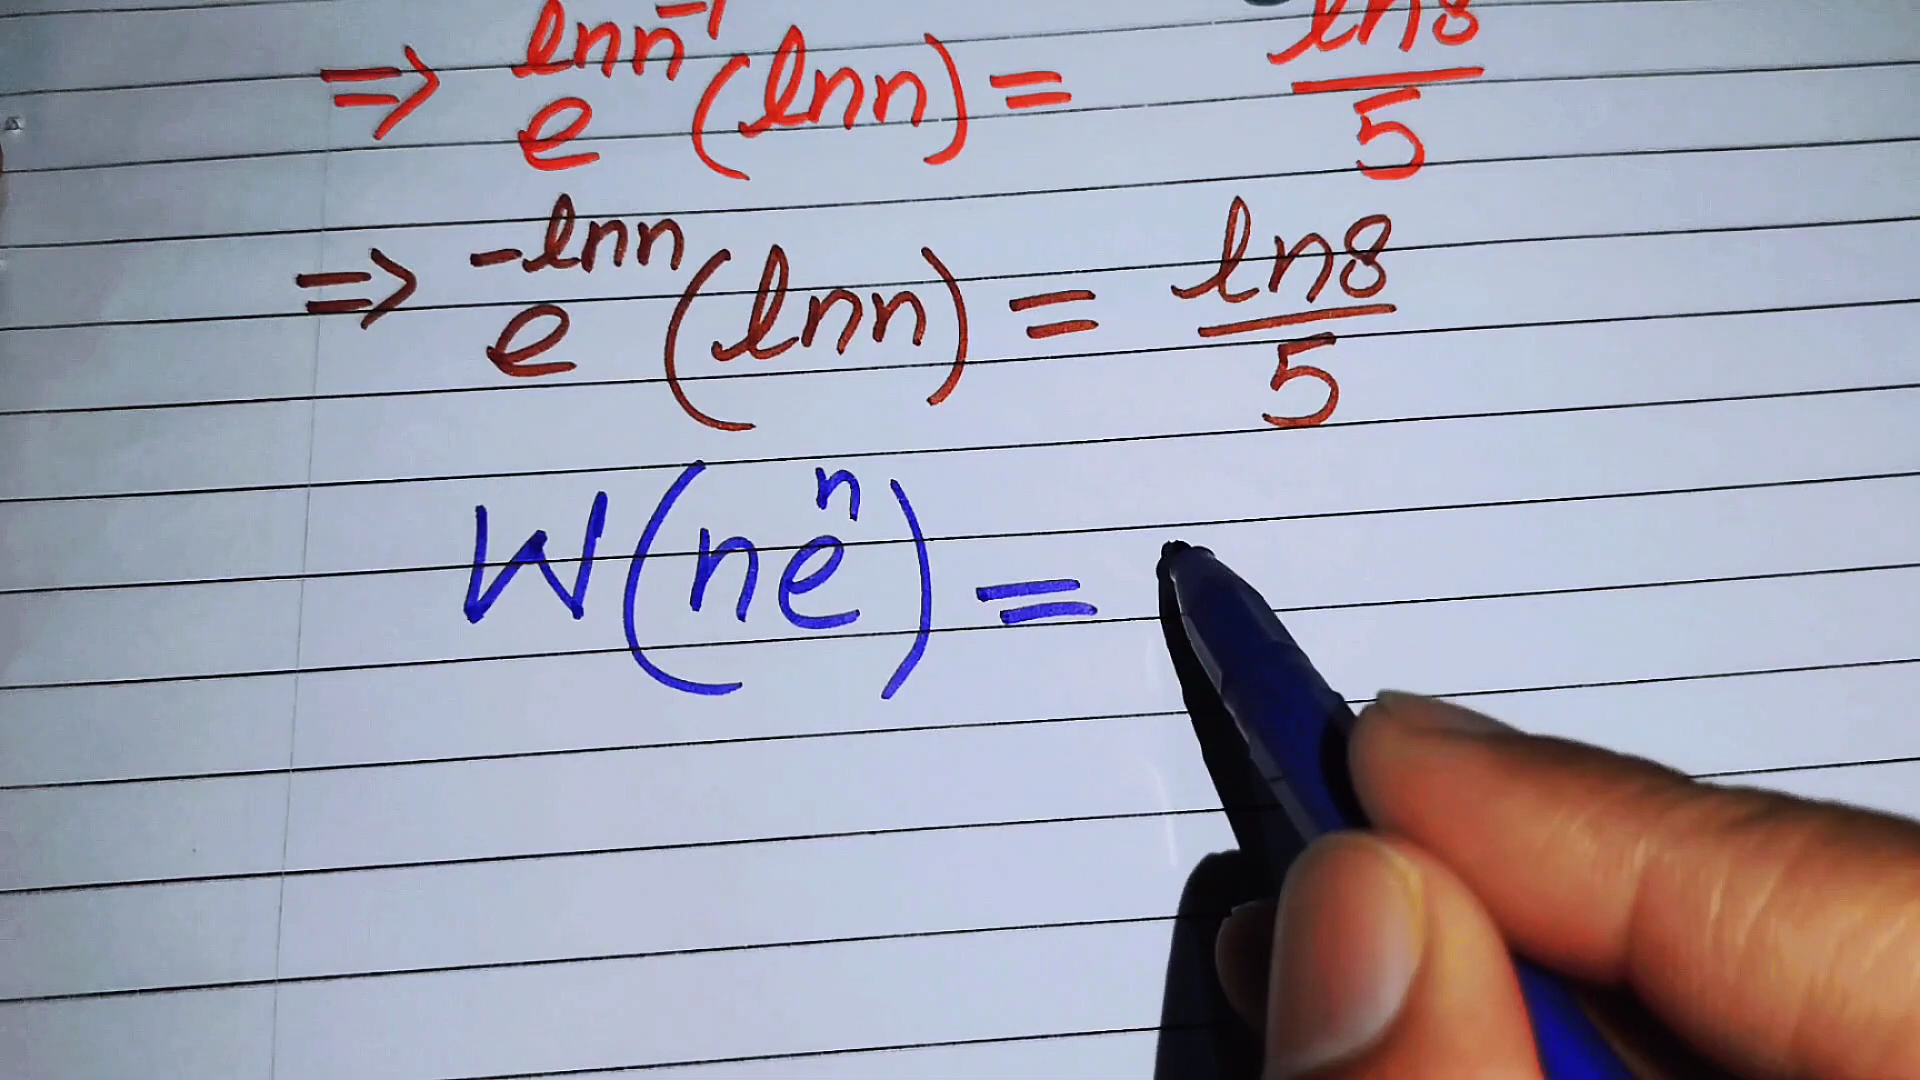 => e^{ln n^{-1}} (ln n) = ln8/5
=> e^{-ln n} (ln n) = ln8/5
W(ne^n) =